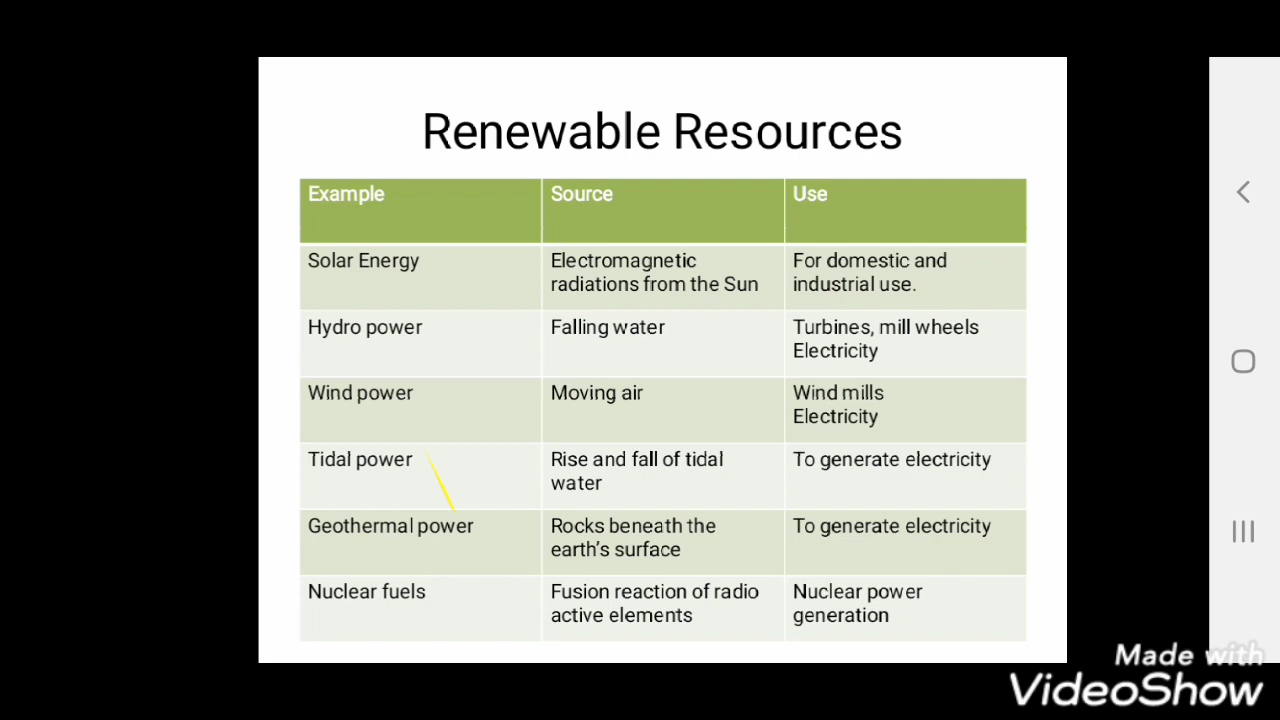 Renewable Resources
Example Source Use
Solar Energy Electromagnetic For domestic and
radiations from the Sun industrial use.
Hydro power Falling water Turbines, mill wheels
Electricity
Wind power Moving air Wind mills
Electricity
Tidal power Rise and fall of tidal To generate electricity
water
Geothermal power Rocks beneath the To generate electricity
earth's surface
Nuclear fuels Fusion reaction of radio Nuclear power
active elements generation
Made with
VideoShow